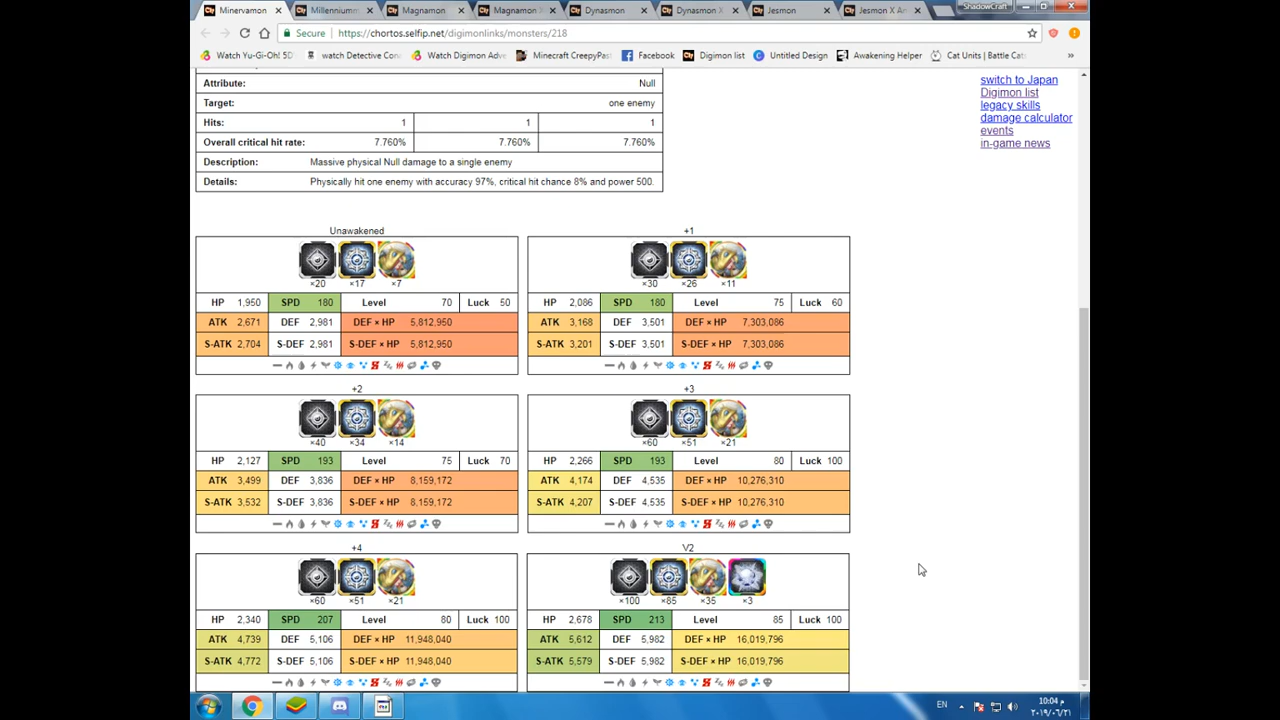 Minervamon
Millenniumm
Magnamon
Magnamon X
Dynasmon
Dynasmon X
Jesmon
Jesmon X An
ShadowCraft
Secure | https://chortos.selfip.net/digimonlinks/monsters/218
Watch Yu-Gi-Oh! 5D
watch Detective Con
Watch Digimon Adve
Minecraft CreepyPas
Facebook
Digimon list
Untitled Design
Awakening Helper
Cat Units | Battle Cat
Attribute: Null
Target: one enemy
Hits: 1 1 1
Overall critical hit rate: 7.760% 7.760% 7.760%
Description: Massive physical Null damage to a single enemy
Details: Physically hit one enemy with accuracy 97%, critical hit chance 8% and power 500.
switch to Japan
Digimon list
legacy skills
damage calculator
events
in-game news
Unawakened
×20 ×17 ×7
HP 1,950 SPD 180 Level 70 Luck 50
ATK 2,671 DEF 2,981 DEF × HP 5,812,950
S-ATK 2,704 S-DEF 2,981 S-DEF × HP 5,812,950
+1
×30 ×26 ×11
HP 2,086 SPD 180 Level 75 Luck 60
ATK 3,168 DEF 3,501 DEF × HP 7,303,086
S-ATK 3,201 S-DEF 3,501 S-DEF × HP 7,303,086
+2
×40 ×34 ×14
HP 2,127 SPD 193 Level 75 Luck 70
ATK 3,499 DEF 3,836 DEF × HP 8,159,172
S-ATK 3,532 S-DEF 3,836 S-DEF × HP 8,159,172
+3
×60 ×51 ×21
HP 2,266 SPD 193 Level 80 Luck 100
ATK 4,174 DEF 4,535 DEF × HP 10,276,310
S-ATK 4,207 S-DEF 4,535 S-DEF × HP 10,276,310
+4
×60 ×51 ×21
HP 2,340 SPD 207 Level 80 Luck 100
ATK 4,739 DEF 5,106 DEF × HP 11,948,040
S-ATK 4,772 S-DEF 5,106 S-DEF × HP 11,948,040
V2
×100 ×85 ×35 ×3
HP 2,678 SPD 213 Level 85 Luck 100
ATK 5,612 DEF 5,982 DEF × HP 16,019,796
S-ATK 5,579 S-DEF 5,982 S-DEF × HP 16,019,796
EN
10:04 م
٢٠١٩/٠٦/٢١